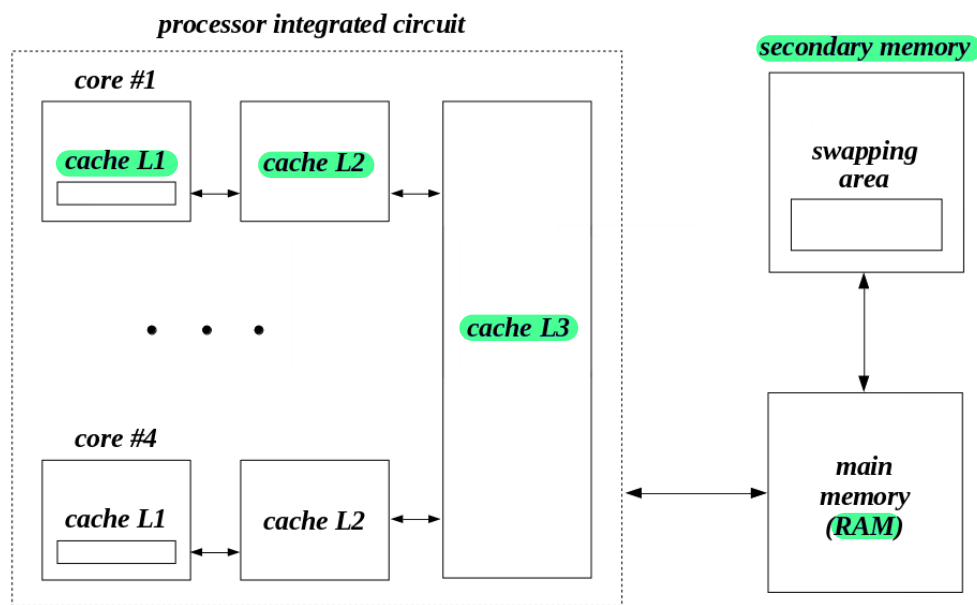 processor integrated circuit
core #1
cache L1
cache L2
cache L3
core #4
cache L1
cache L2
secondary memory
swapping
area
main
memory
(RAM)